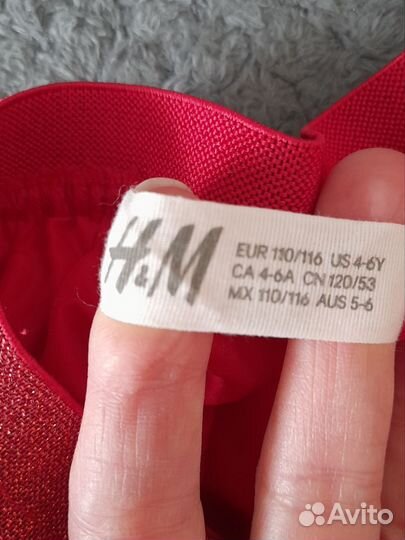 H&M
EUR 110/116 US 4-6Y
CA 4-6A CN 120/53
MX 110/116 AUS 5-6
Avito